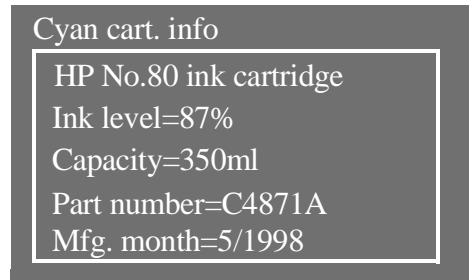 Cyan cart. info
HP No.80 ink cartridge
Ink level=87%
Capacity=350ml
Part number=C4871A
Mfg. month=5/1998